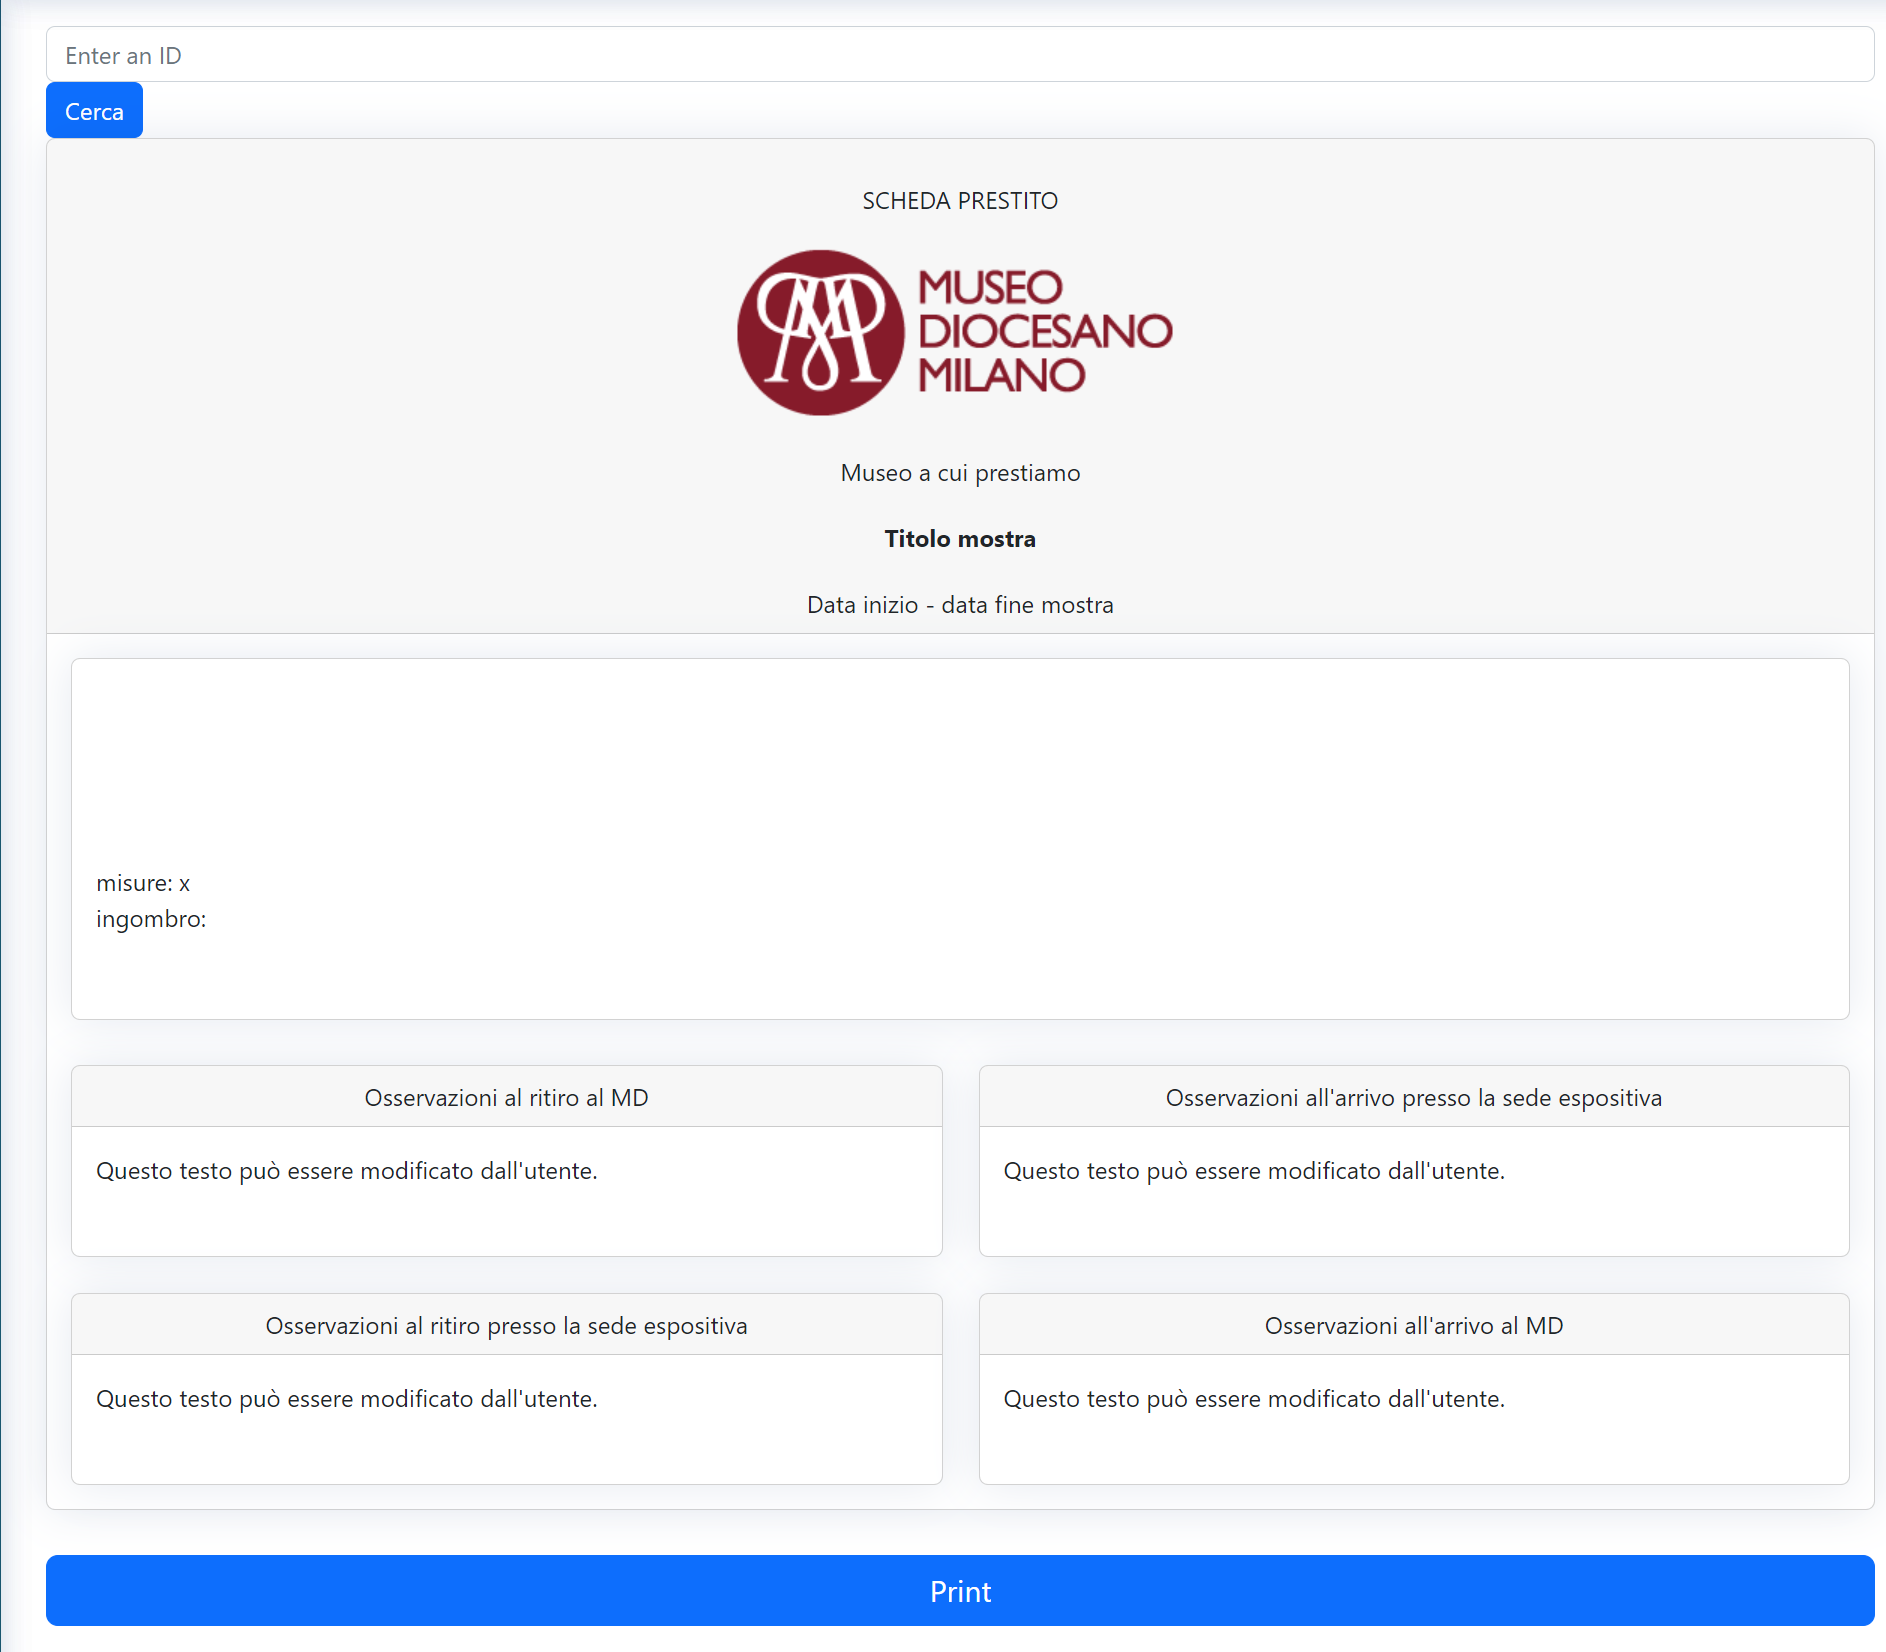 Enter an ID
Cerca
SCHEDA PRESTITO
MUSEO
DIOCESANO
MILANO
Museo a cui prestiamo
Titolo mostra
Data inizio - data fine mostra
misure: x
ingombro:
Osservazioni al ritiro al MD
Questo testo può essere modificato dall'utente.
Osservazioni all'arrivo presso la sede espositiva
Questo testo può essere modificato dall'utente.
Osservazioni al ritiro presso la sede espositiva
Questo testo può essere modificato dall'utente.
Osservazioni all'arrivo al MD
Questo testo può essere modificato dall'utente.
Print